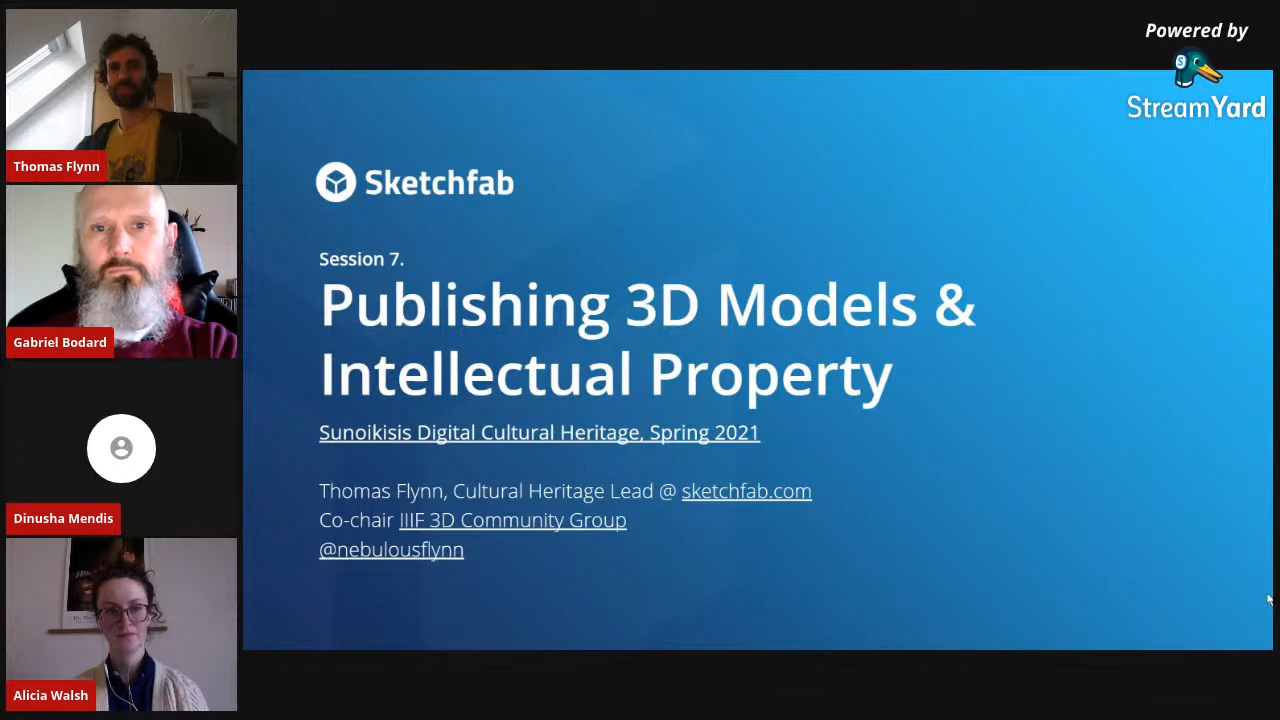 Powered by
StreamYard
Thomas Flynn
Gabriel Bodard
Dinusha Mendis
Alicia Walsh
Sketchfab
Session 7.
Publishing 3D Models &
Intellectual Property
Sunoikisis Digital Cultural Heritage, Spring 2021
Thomas Flynn, Cultural Heritage Lead @ sketchfab.com
Co-chair IIIF 3D Community Group
@nebulousflynn